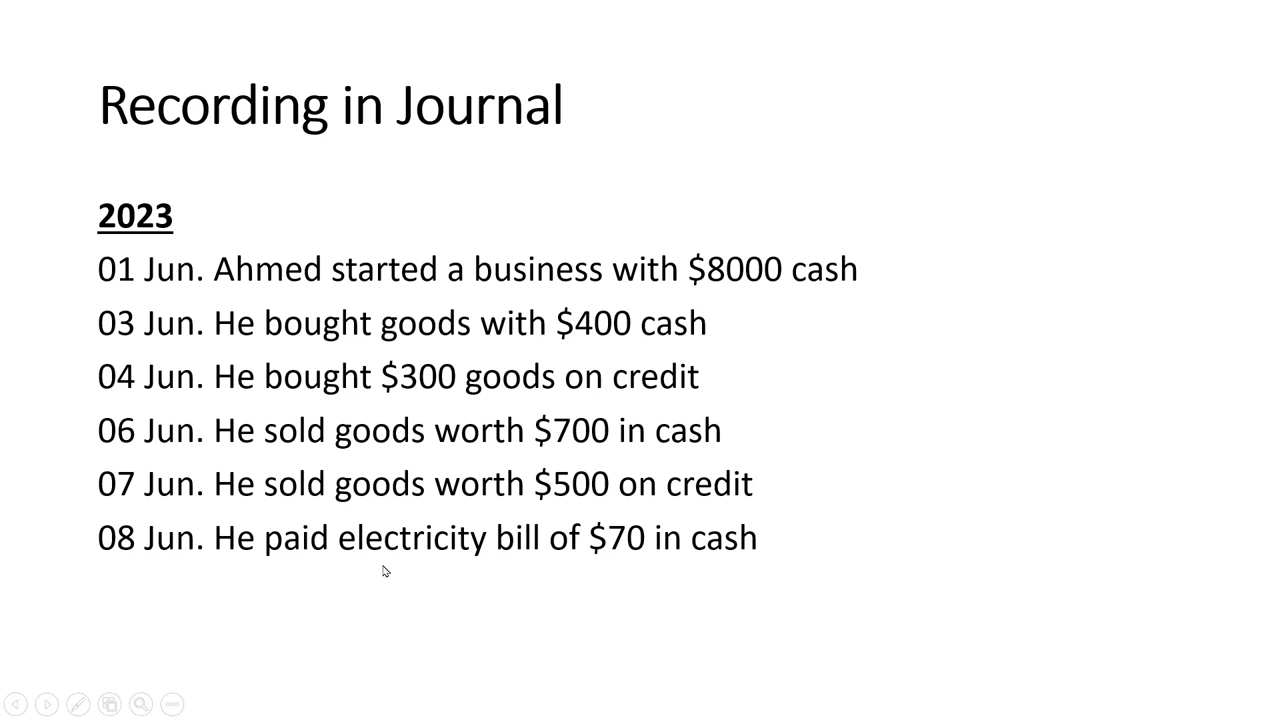 Recording in Journal
2023
01 Jun. Ahmed started a business with $8000 cash
03 Jun. He bought goods with $400 cash
04 Jun. He bought $300 goods on credit
06 Jun. He sold goods worth $700 in cash
07 Jun. He sold goods worth $500 on credit
08 Jun. He paid electricity bill of $70 in cash